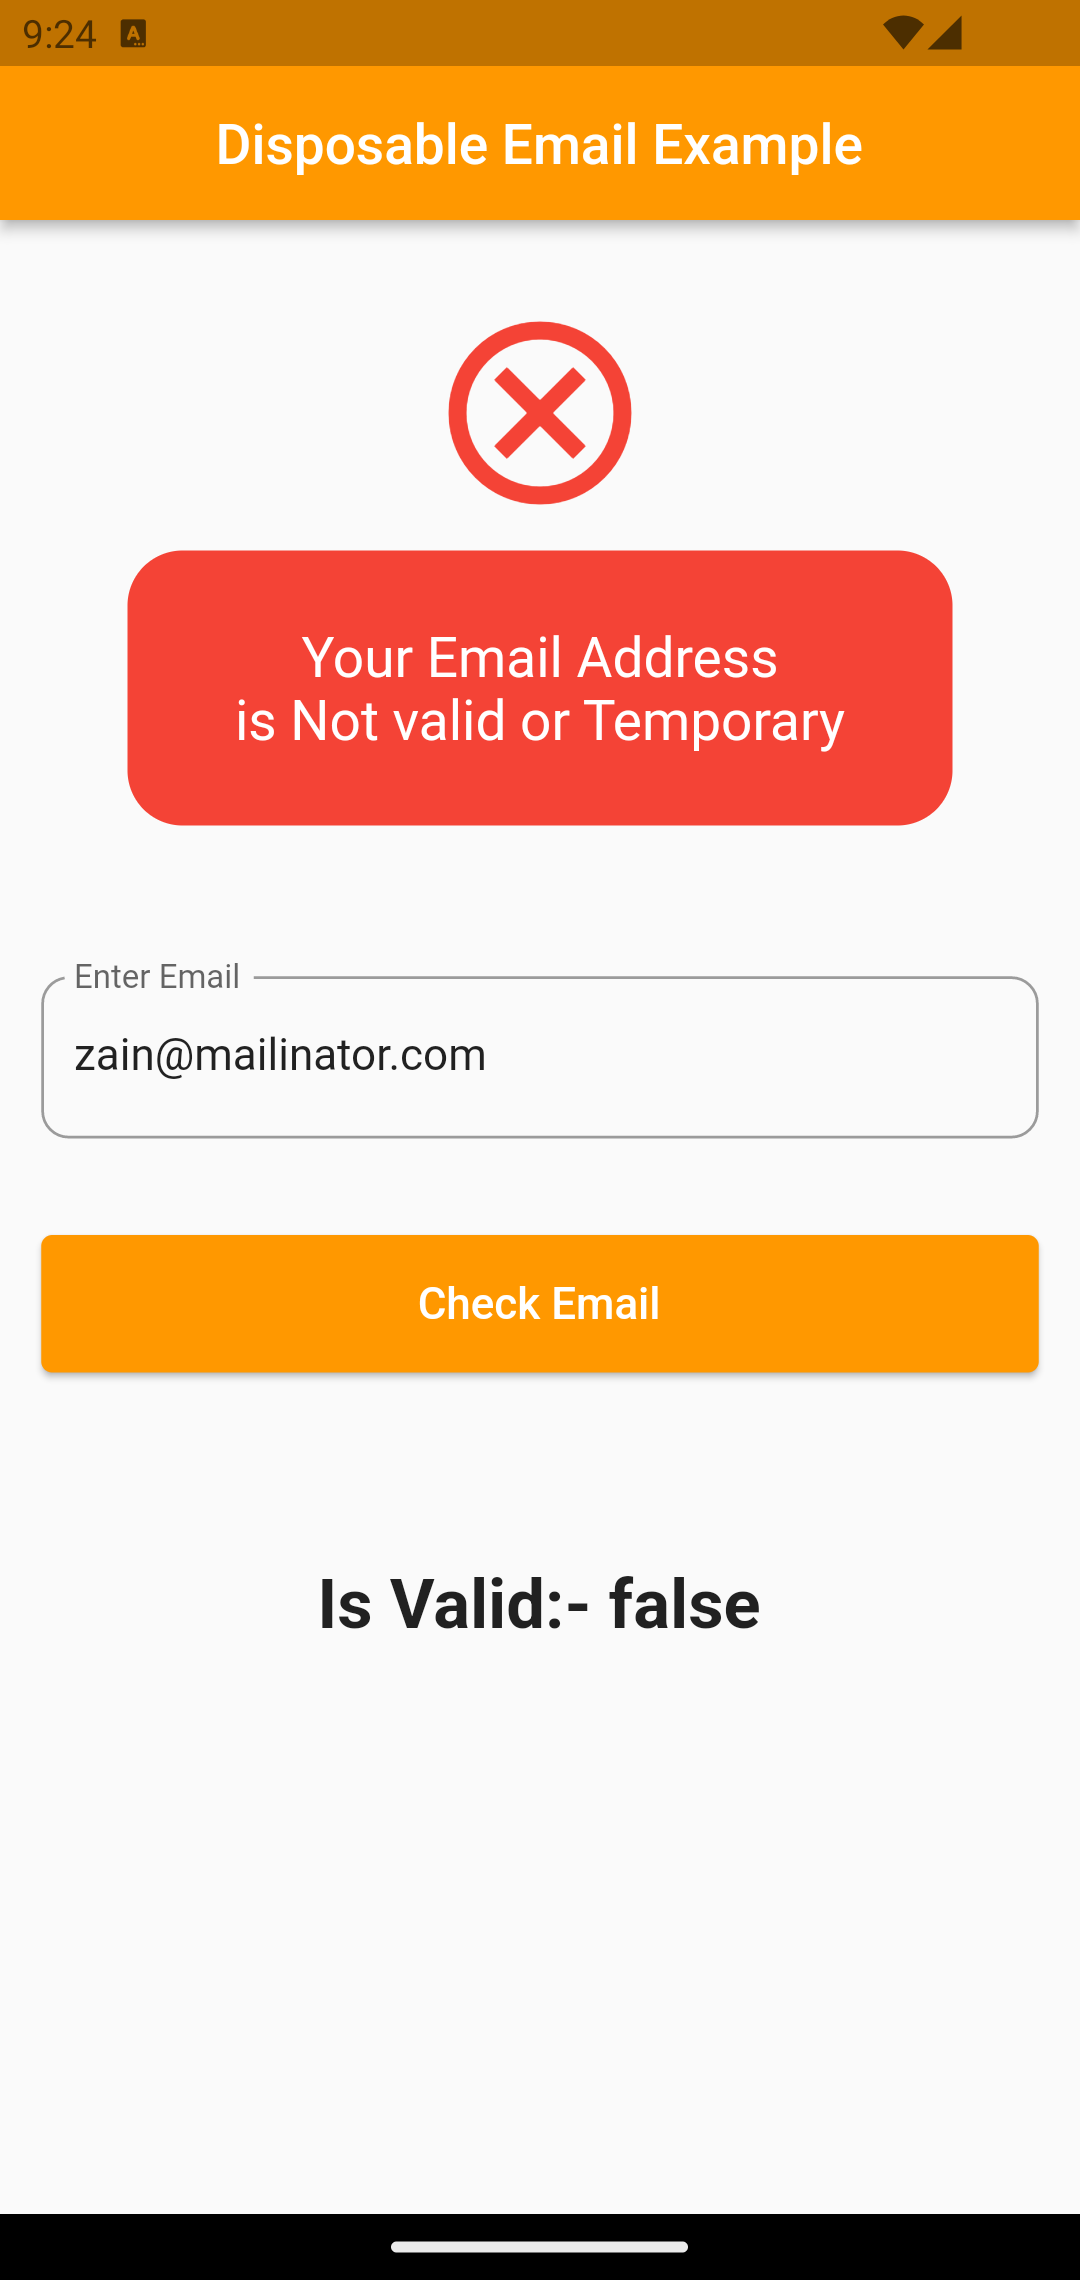 9:24
Disposable Email Example
Your Email Address
is Not valid or Temporary
Enter Email
zain@mailinator.com
Check Email
Is Valid:- false